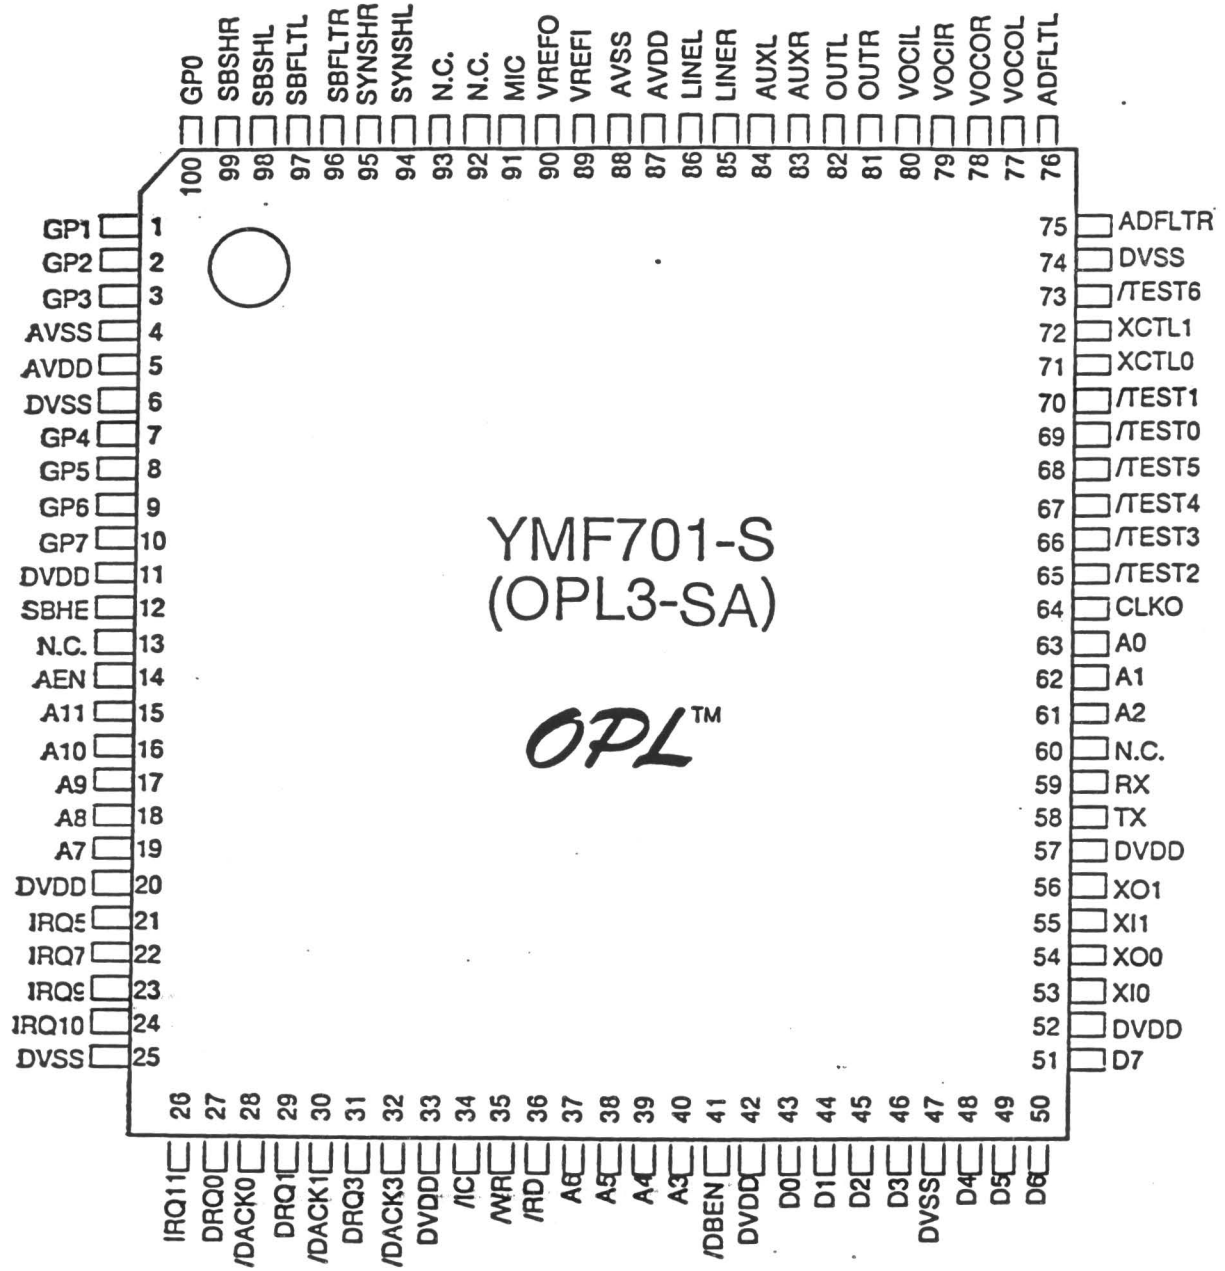 GP0 SBSHR SBSHL SBFLTL SBFLTR SYNSHR SYNSHL N.C. N.C. MIC VREFO VREFI AVSS AVDD LINEL LINER AUXL AUXR OUTL OUTR VOCIL VOCIR VOCOR VOCOL ADFLTL
100 99 98 97 96 95 94 93 92 91 90 89 88 87 86 85 84 83 82 81 80 79 78 77 76
GP1 1
GP2 2
GP3 3
AVSS 4
AVDD 5
DVSS 6
GP4 7
GP5 8
GP6 9
GP7 10
DVDD 11
SBHE 12
N.C. 13
AEN 14
A11 15
A10 16
A9 17
A8 18
A7 19
DVDD 20
IRQ5 21
IRQ7 22
IRQ9 23
IRQ10 24
DVSS 25
YMF701-S
(OPL3-SA)
OPL™
75 ADFLTR
74 DVSS
73 /TEST6
72 XCTL1
71 XCTL0
70 /TEST1
69 /TEST0
68 /TEST5
67 /TEST4
66 /TEST3
65 /TEST2
64 CLKO
63 A0
62 A1
61 A2
60 N.C.
59 RX
58 TX
57 DVDD
56 XO1
55 XI1
54 XO0
53 XI0
52 DVDD
51 D7
26 27 28 29 30 31 32 33 34 35 36 37 38 39 40 41 42 43 44 45 46 47 48 49 50
IRQ11 DRQ0 /DACK0 DRQ1 /DACK1 DRQ3 /DACK3 DVDD /IC /WR /RD A6 A5 A4 A3 /DBEN DVDD D0 D1 D2 D3 DVSS D4 D5 D6